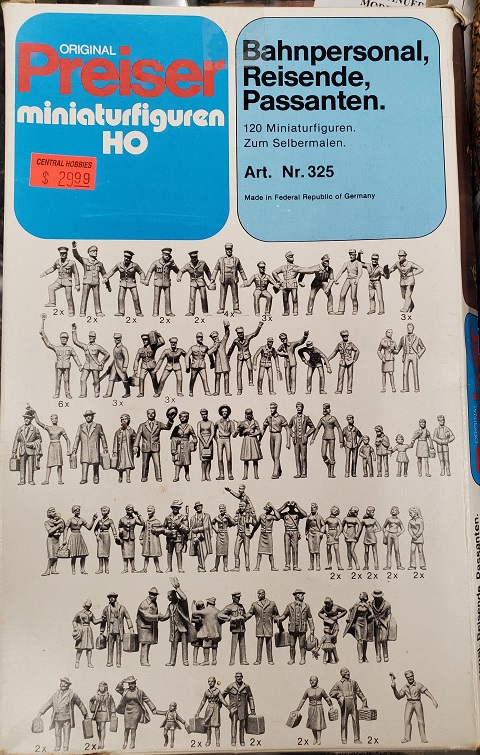 ORIGINAL
Preiser
miniaturfiguren
HO
CENTRAL HOBBIES
$ 29.99
Bahnpersonal,
Reisende,
Passanten.
120 Miniaturfiguren.
Zum Selbermalen.
Art. Nr. 325
Made in Federal Republic of Germany
2x 2x 2x 2x 2x 4x 3x 3x
6x 3x 3x
2x 2x 2x 2x 2x
2x 2x 2x 2x 2x 2x
ORIGINAL
Passanten.